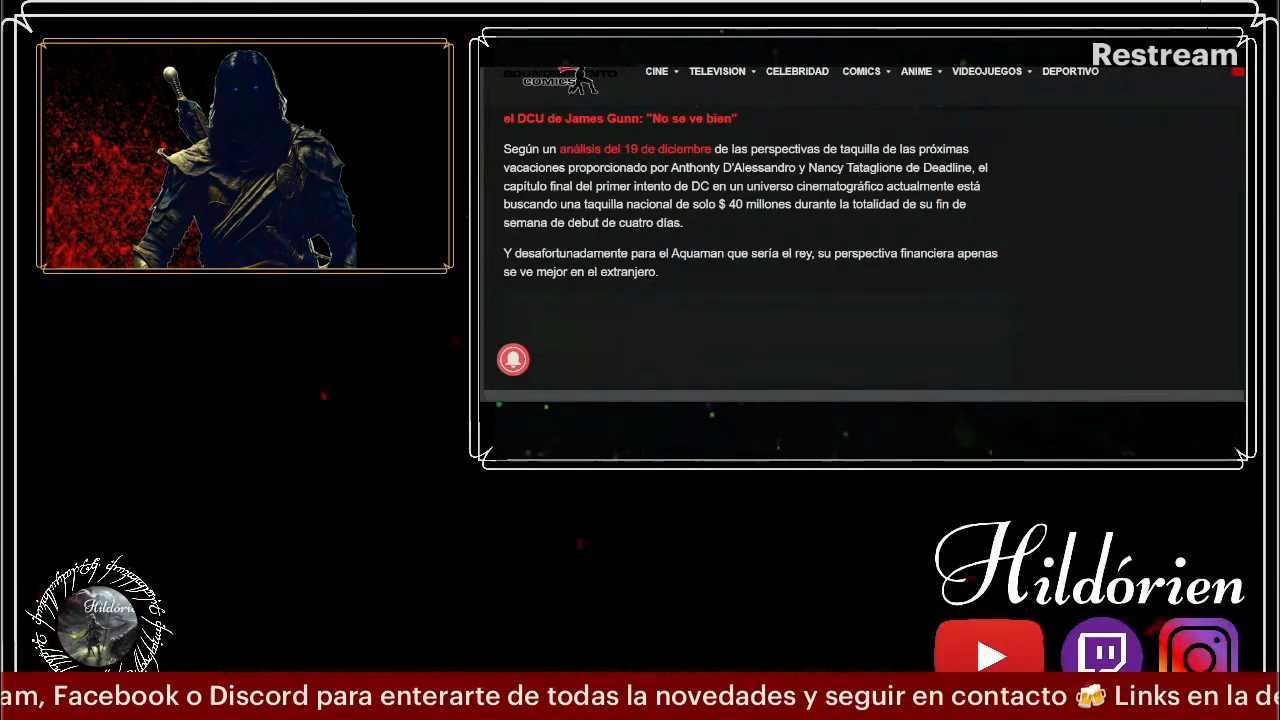 Restream
BOUNDING INTO
COMICS
CINE TELEVISION CELEBRIDAD COMICS ANIME VIDEOJUEGOS DEPORTIVO
el DCU de James Gunn: "No se ve bien"
Según un análisis del 19 de diciembre de las perspectivas de taquilla de las próximas
vacaciones proporcionado por Anthonty D'Alessandro y Nancy Tataglione de Deadline, el
capítulo final del primer intento de DC en un universo cinematográfico actualmente está
buscando una taquilla nacional de solo $ 40 millones durante la totalidad de su fin de
semana de debut de cuatro días.
Y desafortunadamente para el Aquaman que sería el rey, su perspectiva financiera apenas
se ve mejor en el extranjero.
Hildórien
Hildórie
am, Facebook o Discord para enterarte de todas la novedades y seguir en contacto 🍻 Links en la de